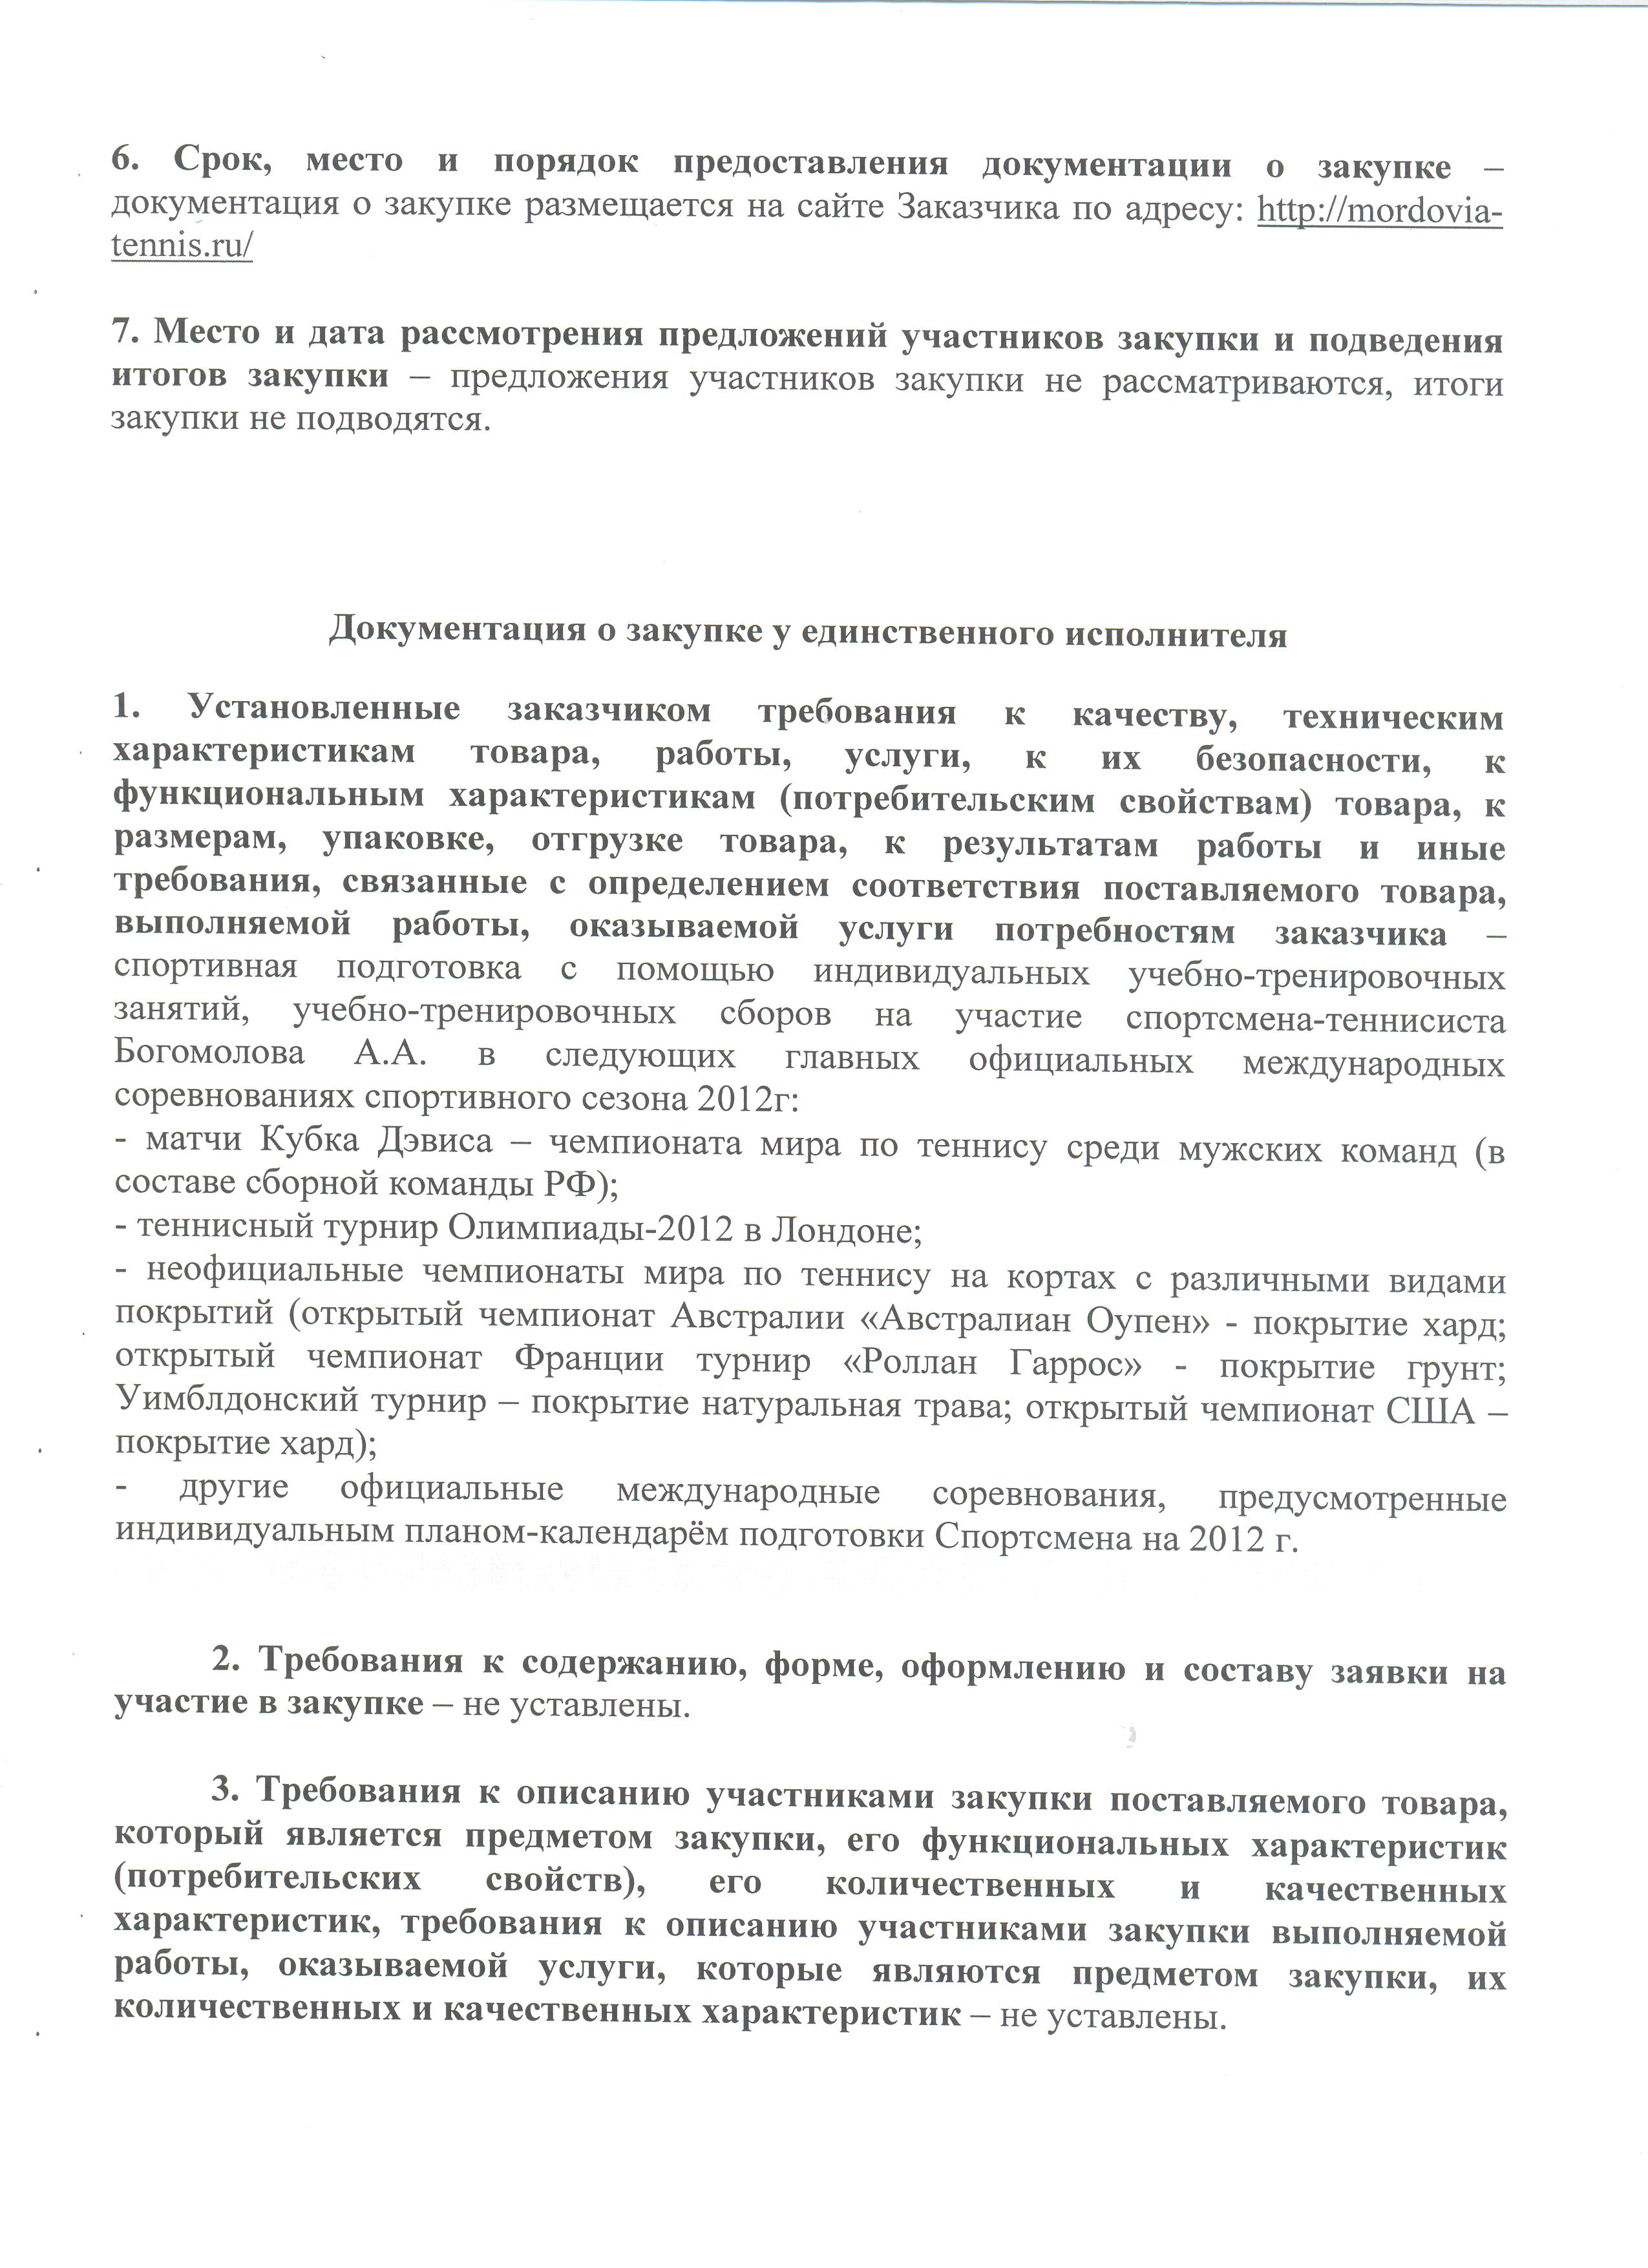 6. Срок, место и порядок предоставления документации о закупке –
документация о закупке размещается на сайте Заказчика по адресу: http://mordovia-
tennis.ru/
7. Место и дата рассмотрения предложений участников закупки и подведения
итогов закупки – предложения участников закупки не рассматриваются, итоги
закупки не подводятся.
Документация о закупке у единственного исполнителя
1. Установленные заказчиком требования к качеству, техническим
характеристикам товара, работы, услуги, к их безопасности, к
функциональным характеристикам (потребительским свойствам) товара, к
размерам, упаковке, отгрузке товара, к результатам работы и иные
требования, связанные с определением соответствия поставляемого товара,
выполняемой работы, оказываемой услуги потребностям заказчика –
спортивная подготовка с помощью индивидуальных учебно-тренировочных
занятий, учебно-тренировочных сборов на участие спортсмена-теннисиста
Богомолова А.А. в следующих главных официальных международных
соревнованиях спортивного сезона 2012г:
- матчи Кубка Дэвиса – чемпионата мира по теннису среди мужских команд (в
составе сборной команды РФ);
- теннисный турнир Олимпиады-2012 в Лондоне;
- неофициальные чемпионаты мира по теннису на кортах с различными видами
покрытий (открытый чемпионат Австралии «Австралиан Оупен» - покрытие хард;
открытый чемпионат Франции турнир «Роллан Гаррос» - покрытие грунт;
Уимблдонский турнир – покрытие натуральная трава; открытый чемпионат США –
покрытие хард);
- другие официальные международные соревнования, предусмотренные
индивидуальным планом-календарём подготовки Спортсмена на 2012 г.
2. Требования к содержанию, форме, оформлению и составу заявки на
участие в закупке – не уставлены.
3. Требования к описанию участниками закупки поставляемого товара,
который является предметом закупки, его функциональных характеристик
(потребительских свойств), его количественных и качественных
характеристик, требования к описанию участниками закупки выполняемой
работы, оказываемой услуги, которые являются предметом закупки, их
количественных и качественных характеристик – не уставлены.